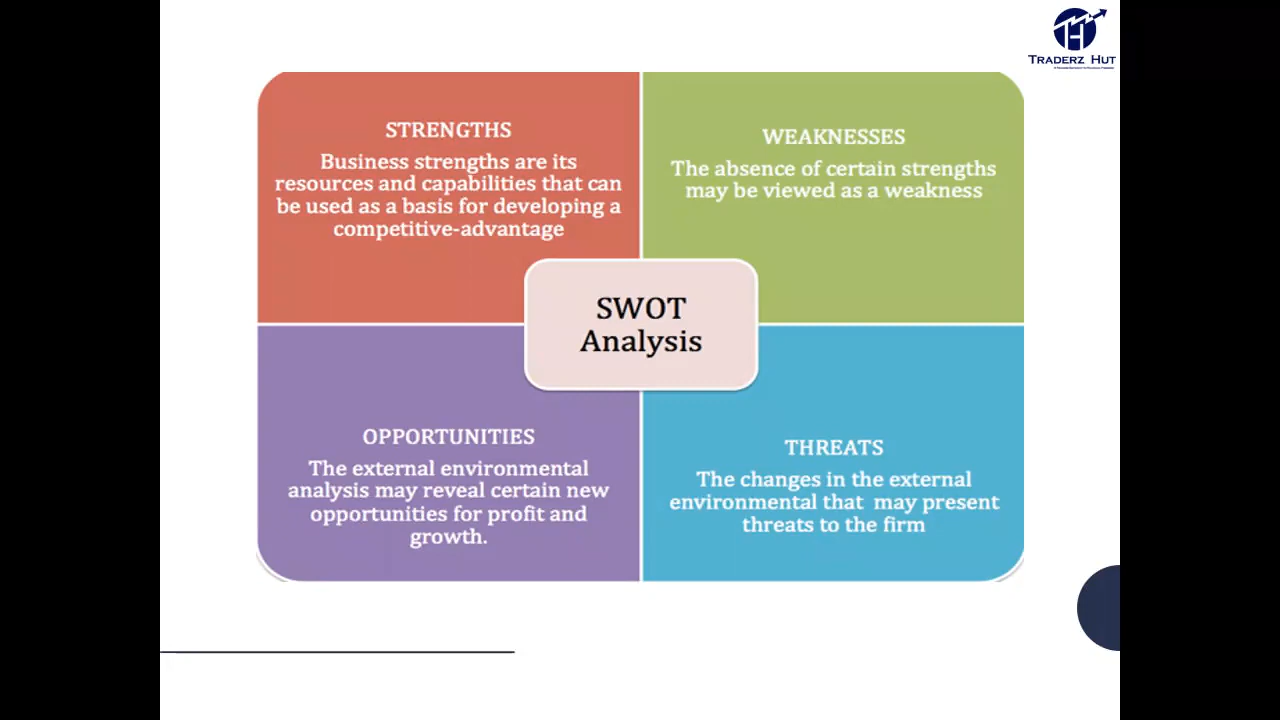 TRADERZ HUT
STRENGTHS
Business strengths are its
resources and capabilities that can
be used as a basis for developing a
competitive-advantage
WEAKNESSES
The absence of certain strengths
may be viewed as a weakness
SWOT
Analysis
OPPORTUNITIES
The external environmental
analysis may reveal certain new
opportunities for profit and
growth.
THREATS
The changes in the external
environmental that may present
threats to the firm